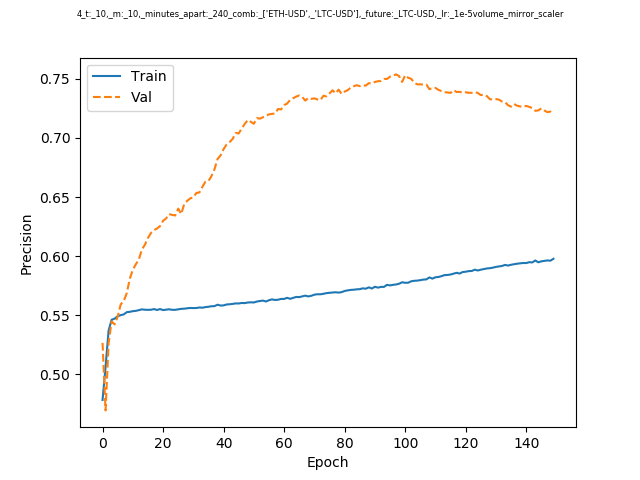 4_t:_10,_m:_10,_minutes_apart:_240_comb:_['ETH-USD',_'LTC-USD'],_future:_LTC-USD,_lr:_1e-5volume_mirror_scaler
Train
Val
0.75
0.70
0.65
0.60
0.55
0.50
Precision
0 20 40 60 80 100 120 140
Epoch